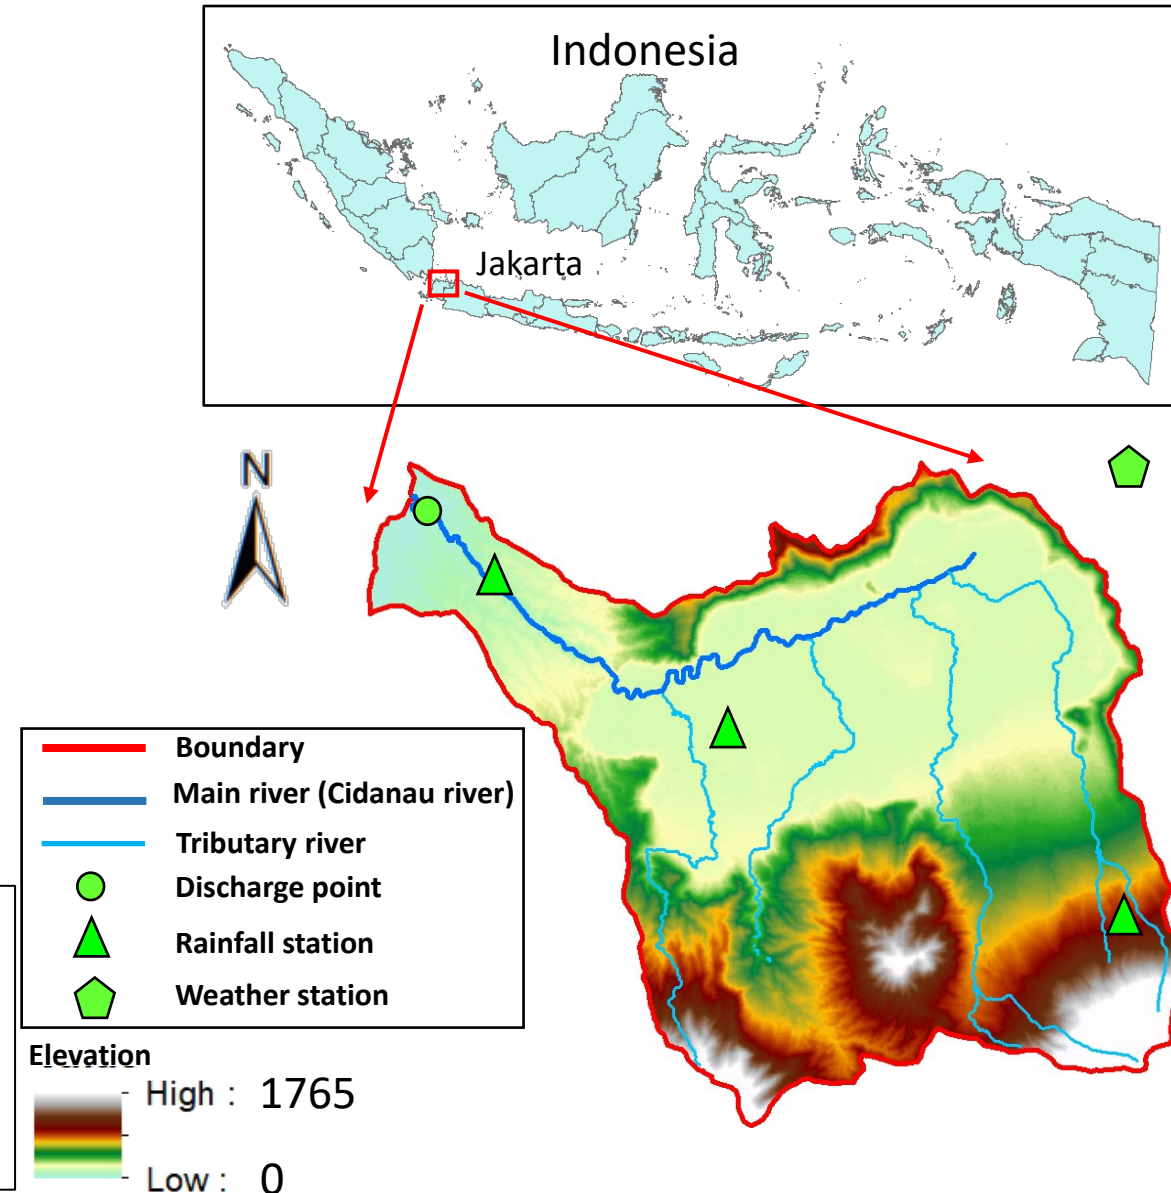 Indonesia
Jakarta
N
Boundary
Main river (Cidanau river)
Tributary river
Discharge point
Rainfall station
Weather station
Elevation
High : 1765
Low : 0